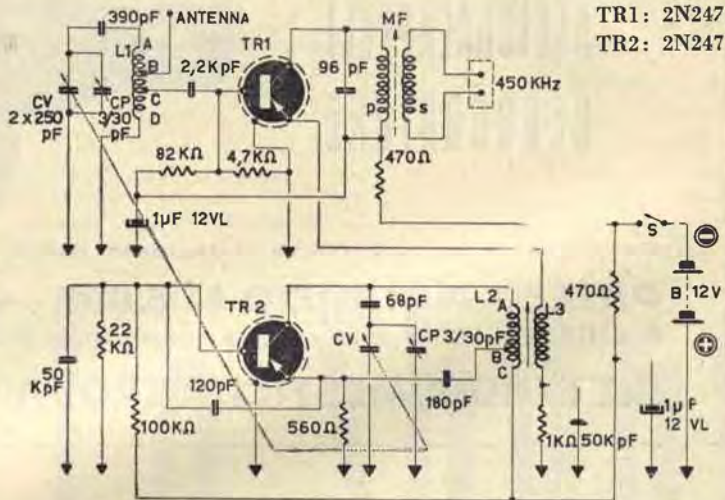 390pF
ANTENNA
TR1: 2N247
TR2: 2N247
L1
A
B
C
D
TR1
MF
2,2KpF
96 pF
p
s
450KHz
CV
2x250
pF
CP
3/30
pF
82KΩ
4,7KΩ
470Ω
1µF 12VL
S
B 12V
470Ω
TR2
68pF
L2
A
B
C
L3
CV
CP 3/30pF
22
KΩ
50
KpF
120pF
180pF
100KΩ
560Ω
1KΩ
50KpF
1µF
12 VL